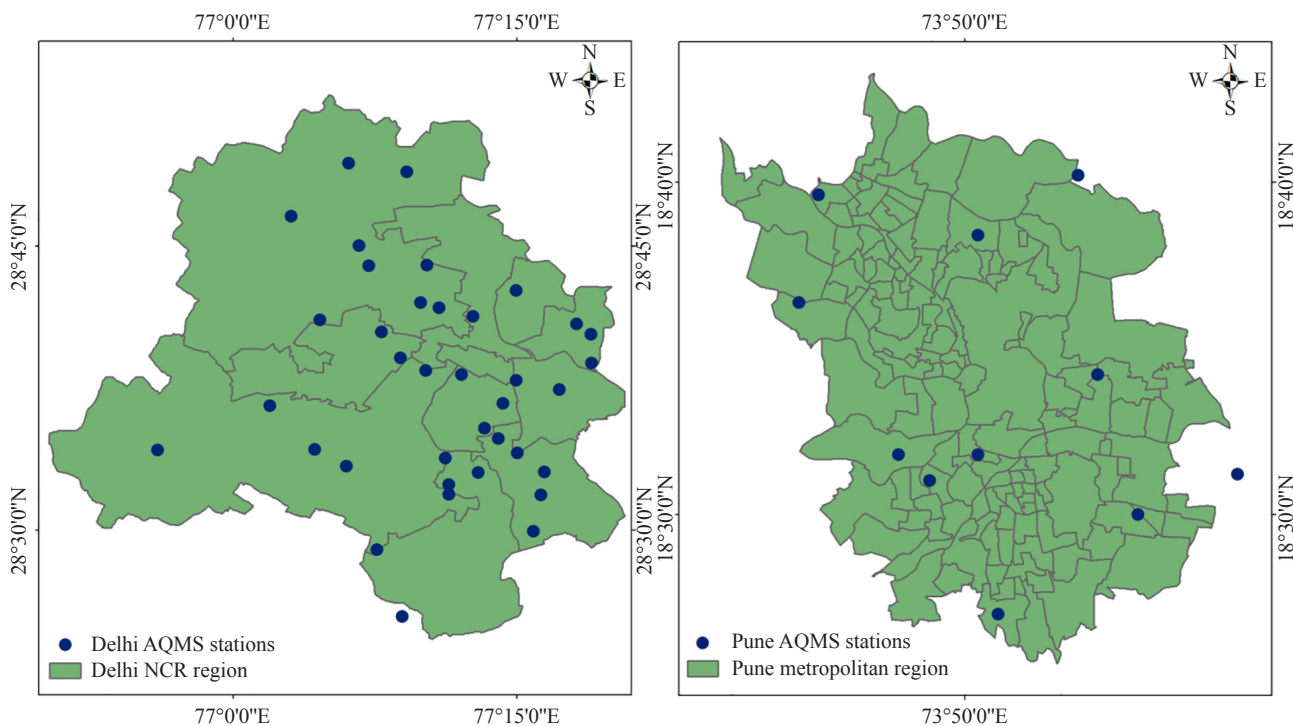 77°0'0"E 77°15'0"E
N
W E
S
28°45'0"N
28°30'0"N
28°45'0"N
28°30'0"N
Delhi AQMS stations
Delhi NCR region
77°0'0"E 77°15'0"E
73°50'0"E
N
W E
S
18°40'0"N
18°30'0"N
18°40'0"N
18°30'0"N
Pune AQMS stations
Pune metropolitan region
73°50'0"E